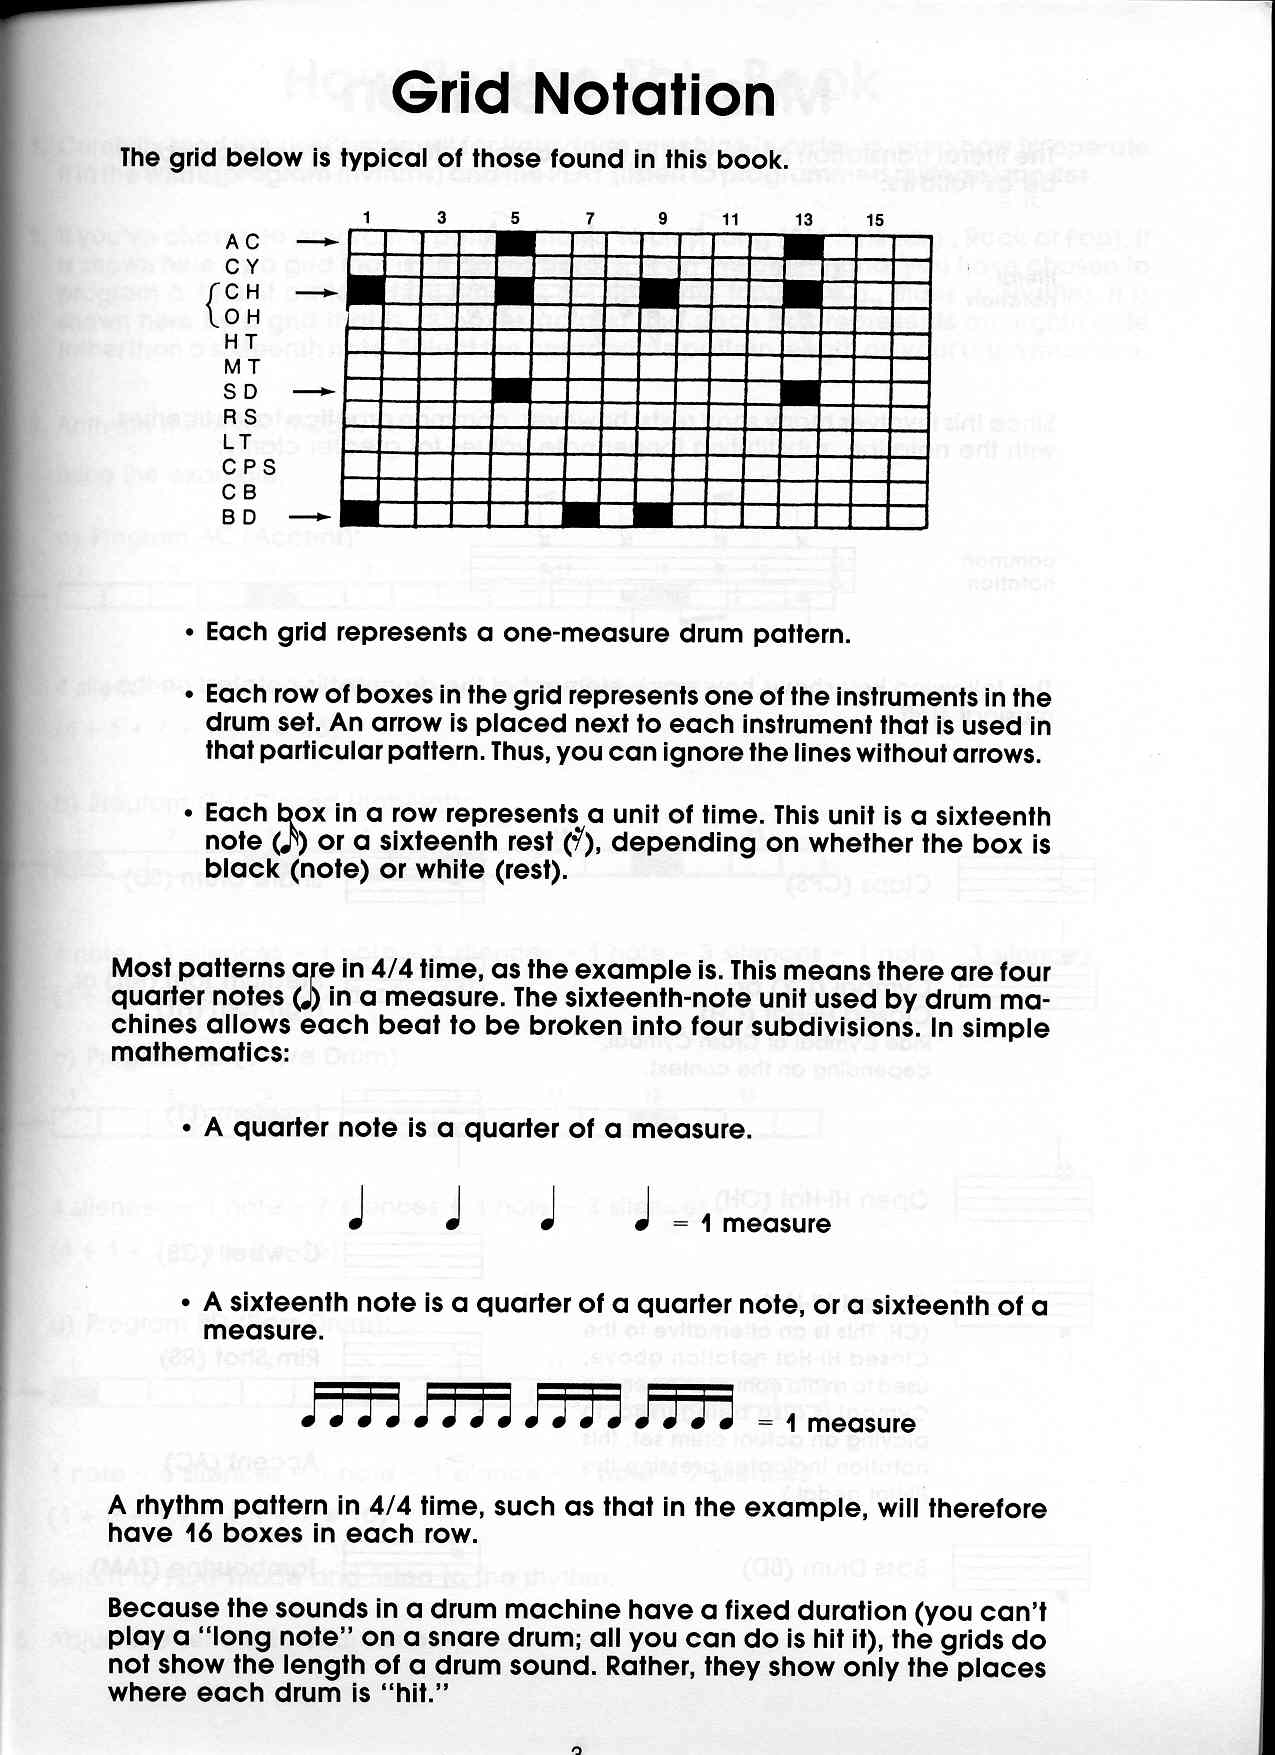 Grid Notation
The grid below is typical of those found in this book.
1 3 5 7 9 11 13 15
AC
CY
CH
OH
HT
MT
SD
RS
LT
CPS
CB
BD
• Each grid represents a one-measure drum pattern.
• Each row of boxes in the grid represents one of the instruments in the
drum set. An arrow is placed next to each instrument that is used in
that particular pattern. Thus, you can ignore the lines without arrows.
• Each box in a row represents a unit of time. This unit is a sixteenth
note (𝅘𝅥𝅯) or a sixteenth rest (𝄿), depending on whether the box is
black (note) or white (rest).
Most patterns are in 4/4 time, as the example is. This means there are four
quarter notes (♩) in a measure. The sixteenth-note unit used by drum ma-
chines allows each beat to be broken into four subdivisions. In simple
mathematics:
• A quarter note is a quarter of a measure.
= 1 measure
• A sixteenth note is a quarter of a quarter note, or a sixteenth of a
measure.
= 1 measure
A rhythm pattern in 4/4 time, such as that in the example, will therefore
have 16 boxes in each row.
Because the sounds in a drum machine have a fixed duration (you can't
play a "long note" on a snare drum; all you can do is hit it), the grids do
not show the length of a drum sound. Rather, they show only the places
where each drum is "hit."